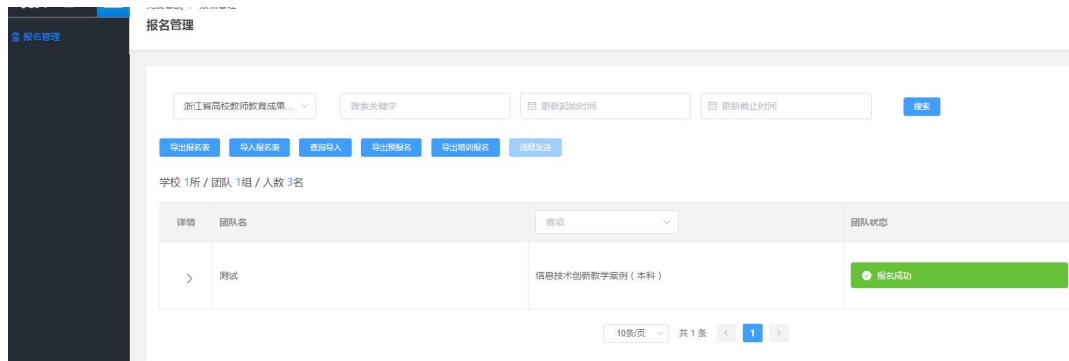 报名管理
报名管理
浙江省高校教师教育成果... 搜索关键字 更新起始时间 更新截止时间 搜索
导出报名表 导入报名表 查询导入 导出预报名 导出培训报名 消息发送
学校 1所 / 团队 1组 / 人数 3名
详情 团队名 赛项 团队状态
测试 信息技术创新教学案例（本科） 报名成功
10条/页 共 1 条 < 1 >